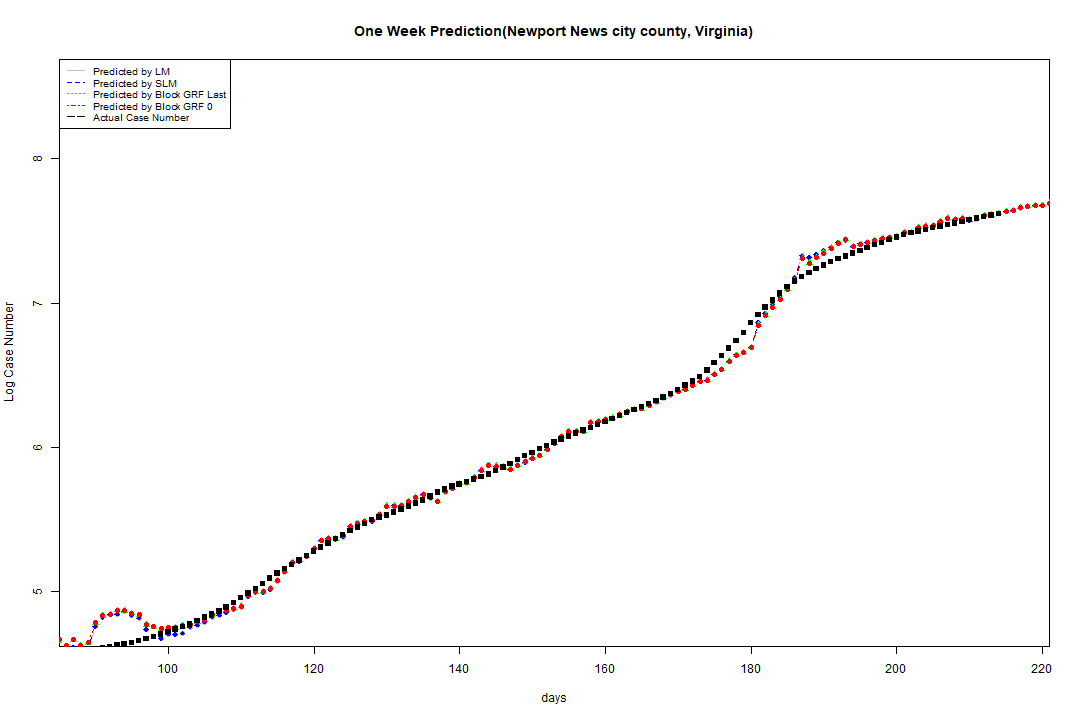 One Week Prediction(Newport News city county, Virginia)
Predicted by LM
Predicted by SLM
Predicted by Block GRF Last
Predicted by Block GRF 0
Actual Case Number
8
7
6
5
Log Case Number
100 120 140 160 180 200 220
days